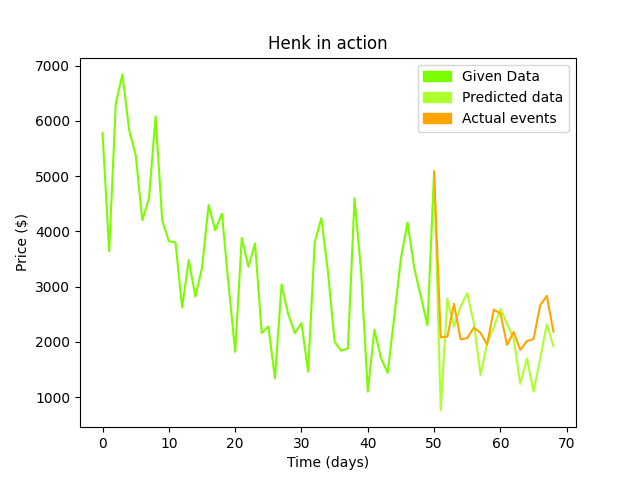 Henk in action
Given Data
Predicted data
Actual events
Price ($)
7000
6000
5000
4000
3000
2000
1000
0 10 20 30 40 50 60 70
Time (days)